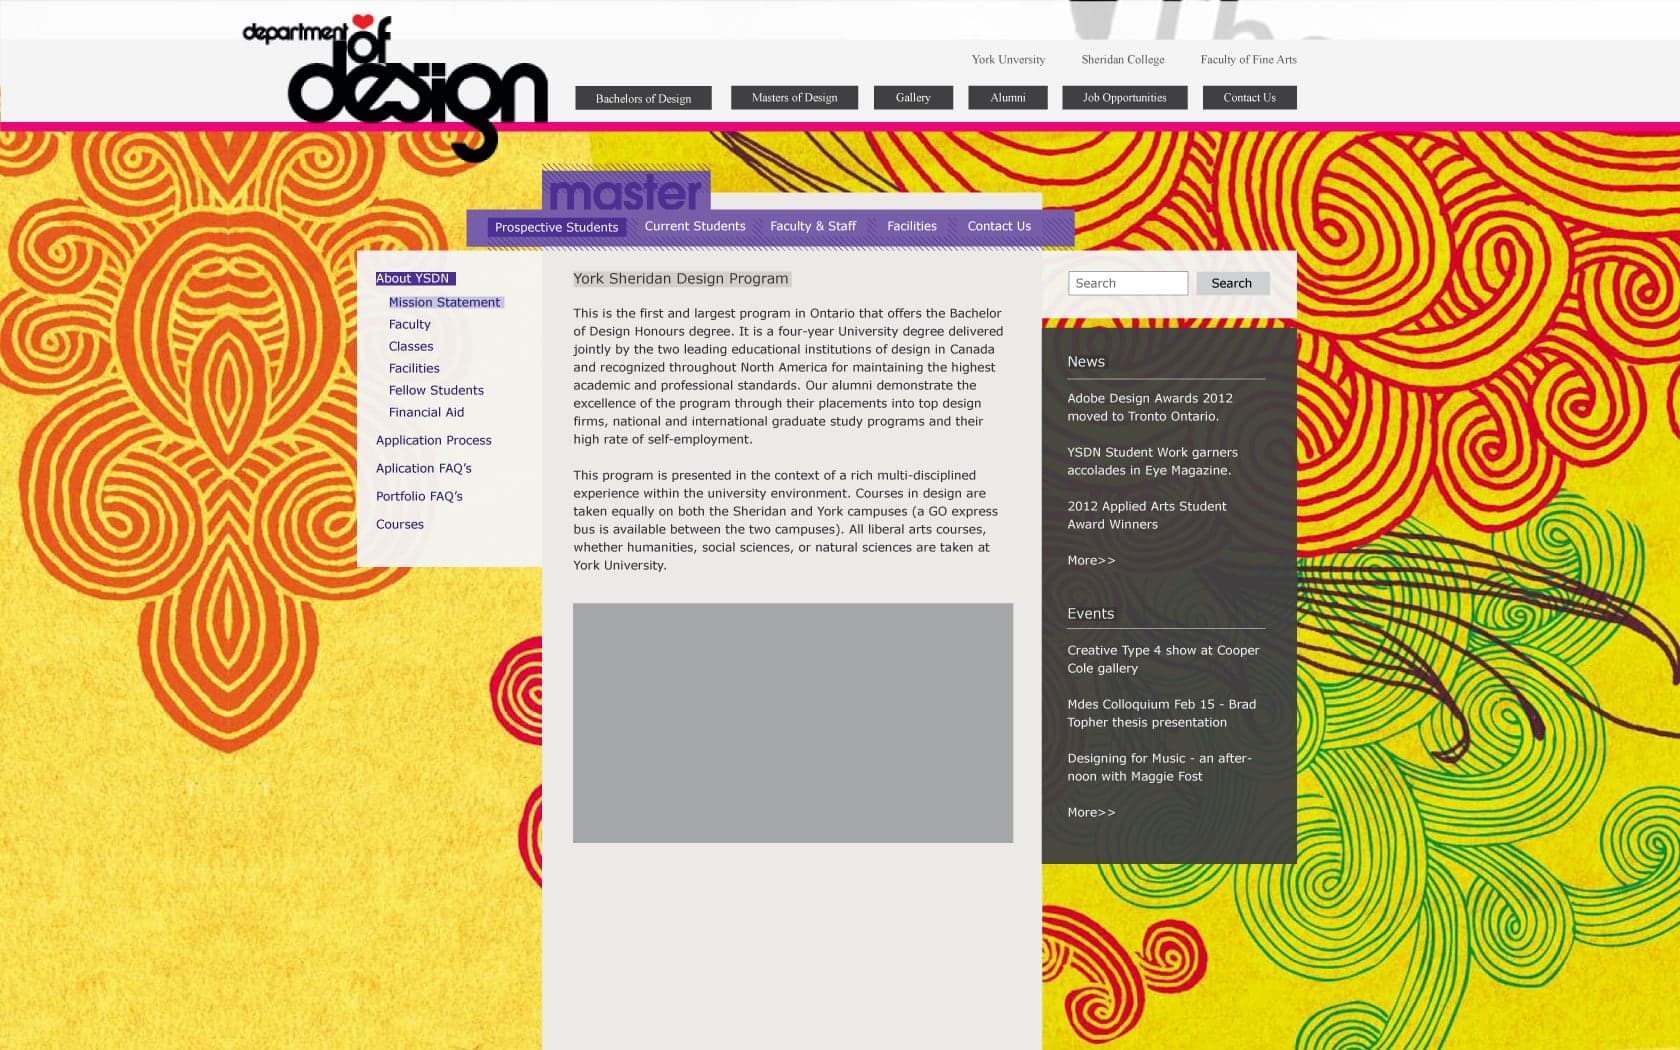 department of
design
York Unversity Sheridan College Faculty of Fine Arts
Bachelors of Design Masters of Design Gallery Alumni Job Opportunities Contact Us
master
Prospective Students Current Students Faculty & Staff Facilities Contact Us
About YSDN
Mission Statement
Faculty
Classes
Facilities
Fellow Students
Financial Aid
Application Process
Aplication FAQ's
Portfolio FAQ's
Courses
York Sheridan Design Program
This is the first and largest program in Ontario that offers the Bachelor
of Design Honours degree. It is a four-year University degree delivered
jointly by the two leading educational institutions of design in Canada
and recognized throughout North America for maintaining the highest
academic and professional standards. Our alumni demonstrate the
excellence of the program through their placements into top design
firms, national and international graduate study programs and their
high rate of self-employment.
This program is presented in the context of a rich multi-disciplined
experience within the university environment. Courses in design are
taken equally on both the Sheridan and York campuses (a GO express
bus is available between the two campuses). All liberal arts courses,
whether humanities, social sciences, or natural sciences are taken at
York University.
Search Search
News
Adobe Design Awards 2012
moved to Tronto Ontario.
YSDN Student Work garners
accolades in Eye Magazine.
2012 Applied Arts Student
Award Winners
More>>
Events
Creative Type 4 show at Cooper
Cole gallery
Mdes Colloquium Feb 15 - Brad
Topher thesis presentation
Designing for Music - an after-
noon with Maggie Fost
More>>